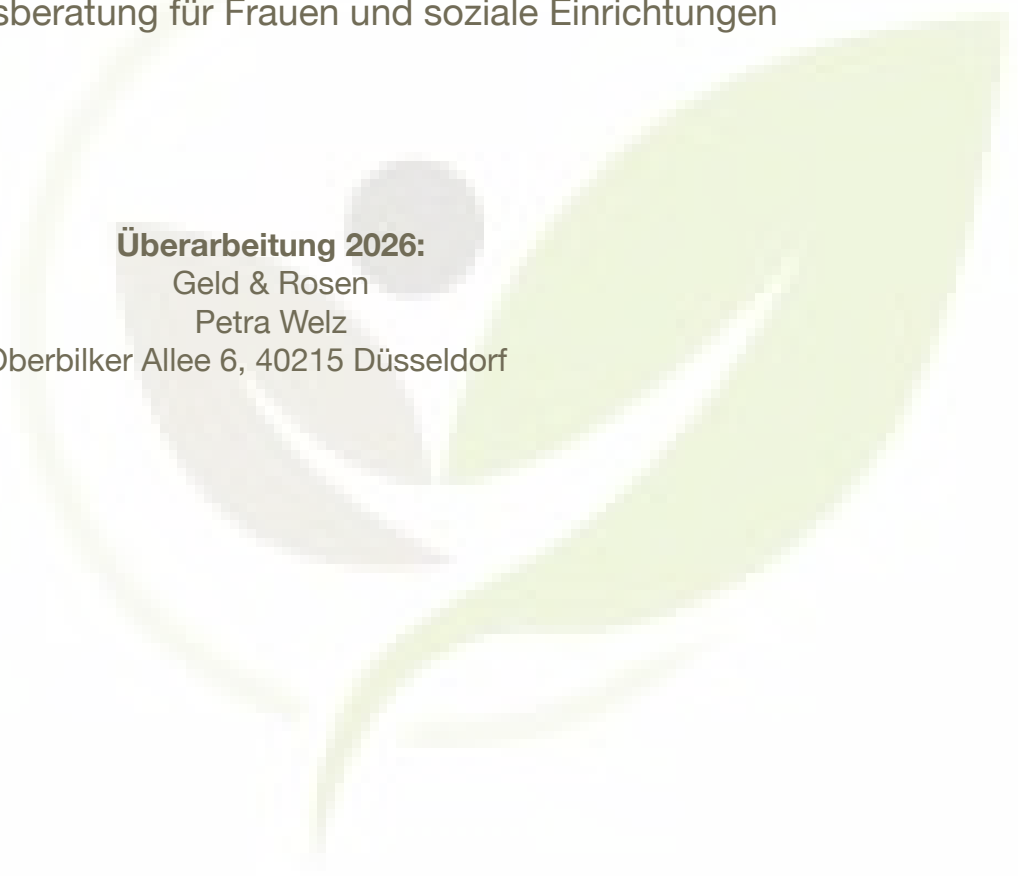 sberatung für Frauen und soziale Einrichtungen
Überarbeitung 2026:
Geld & Rosen
Petra Welz
Oberbilker Allee 6, 40215 Düsseldorf